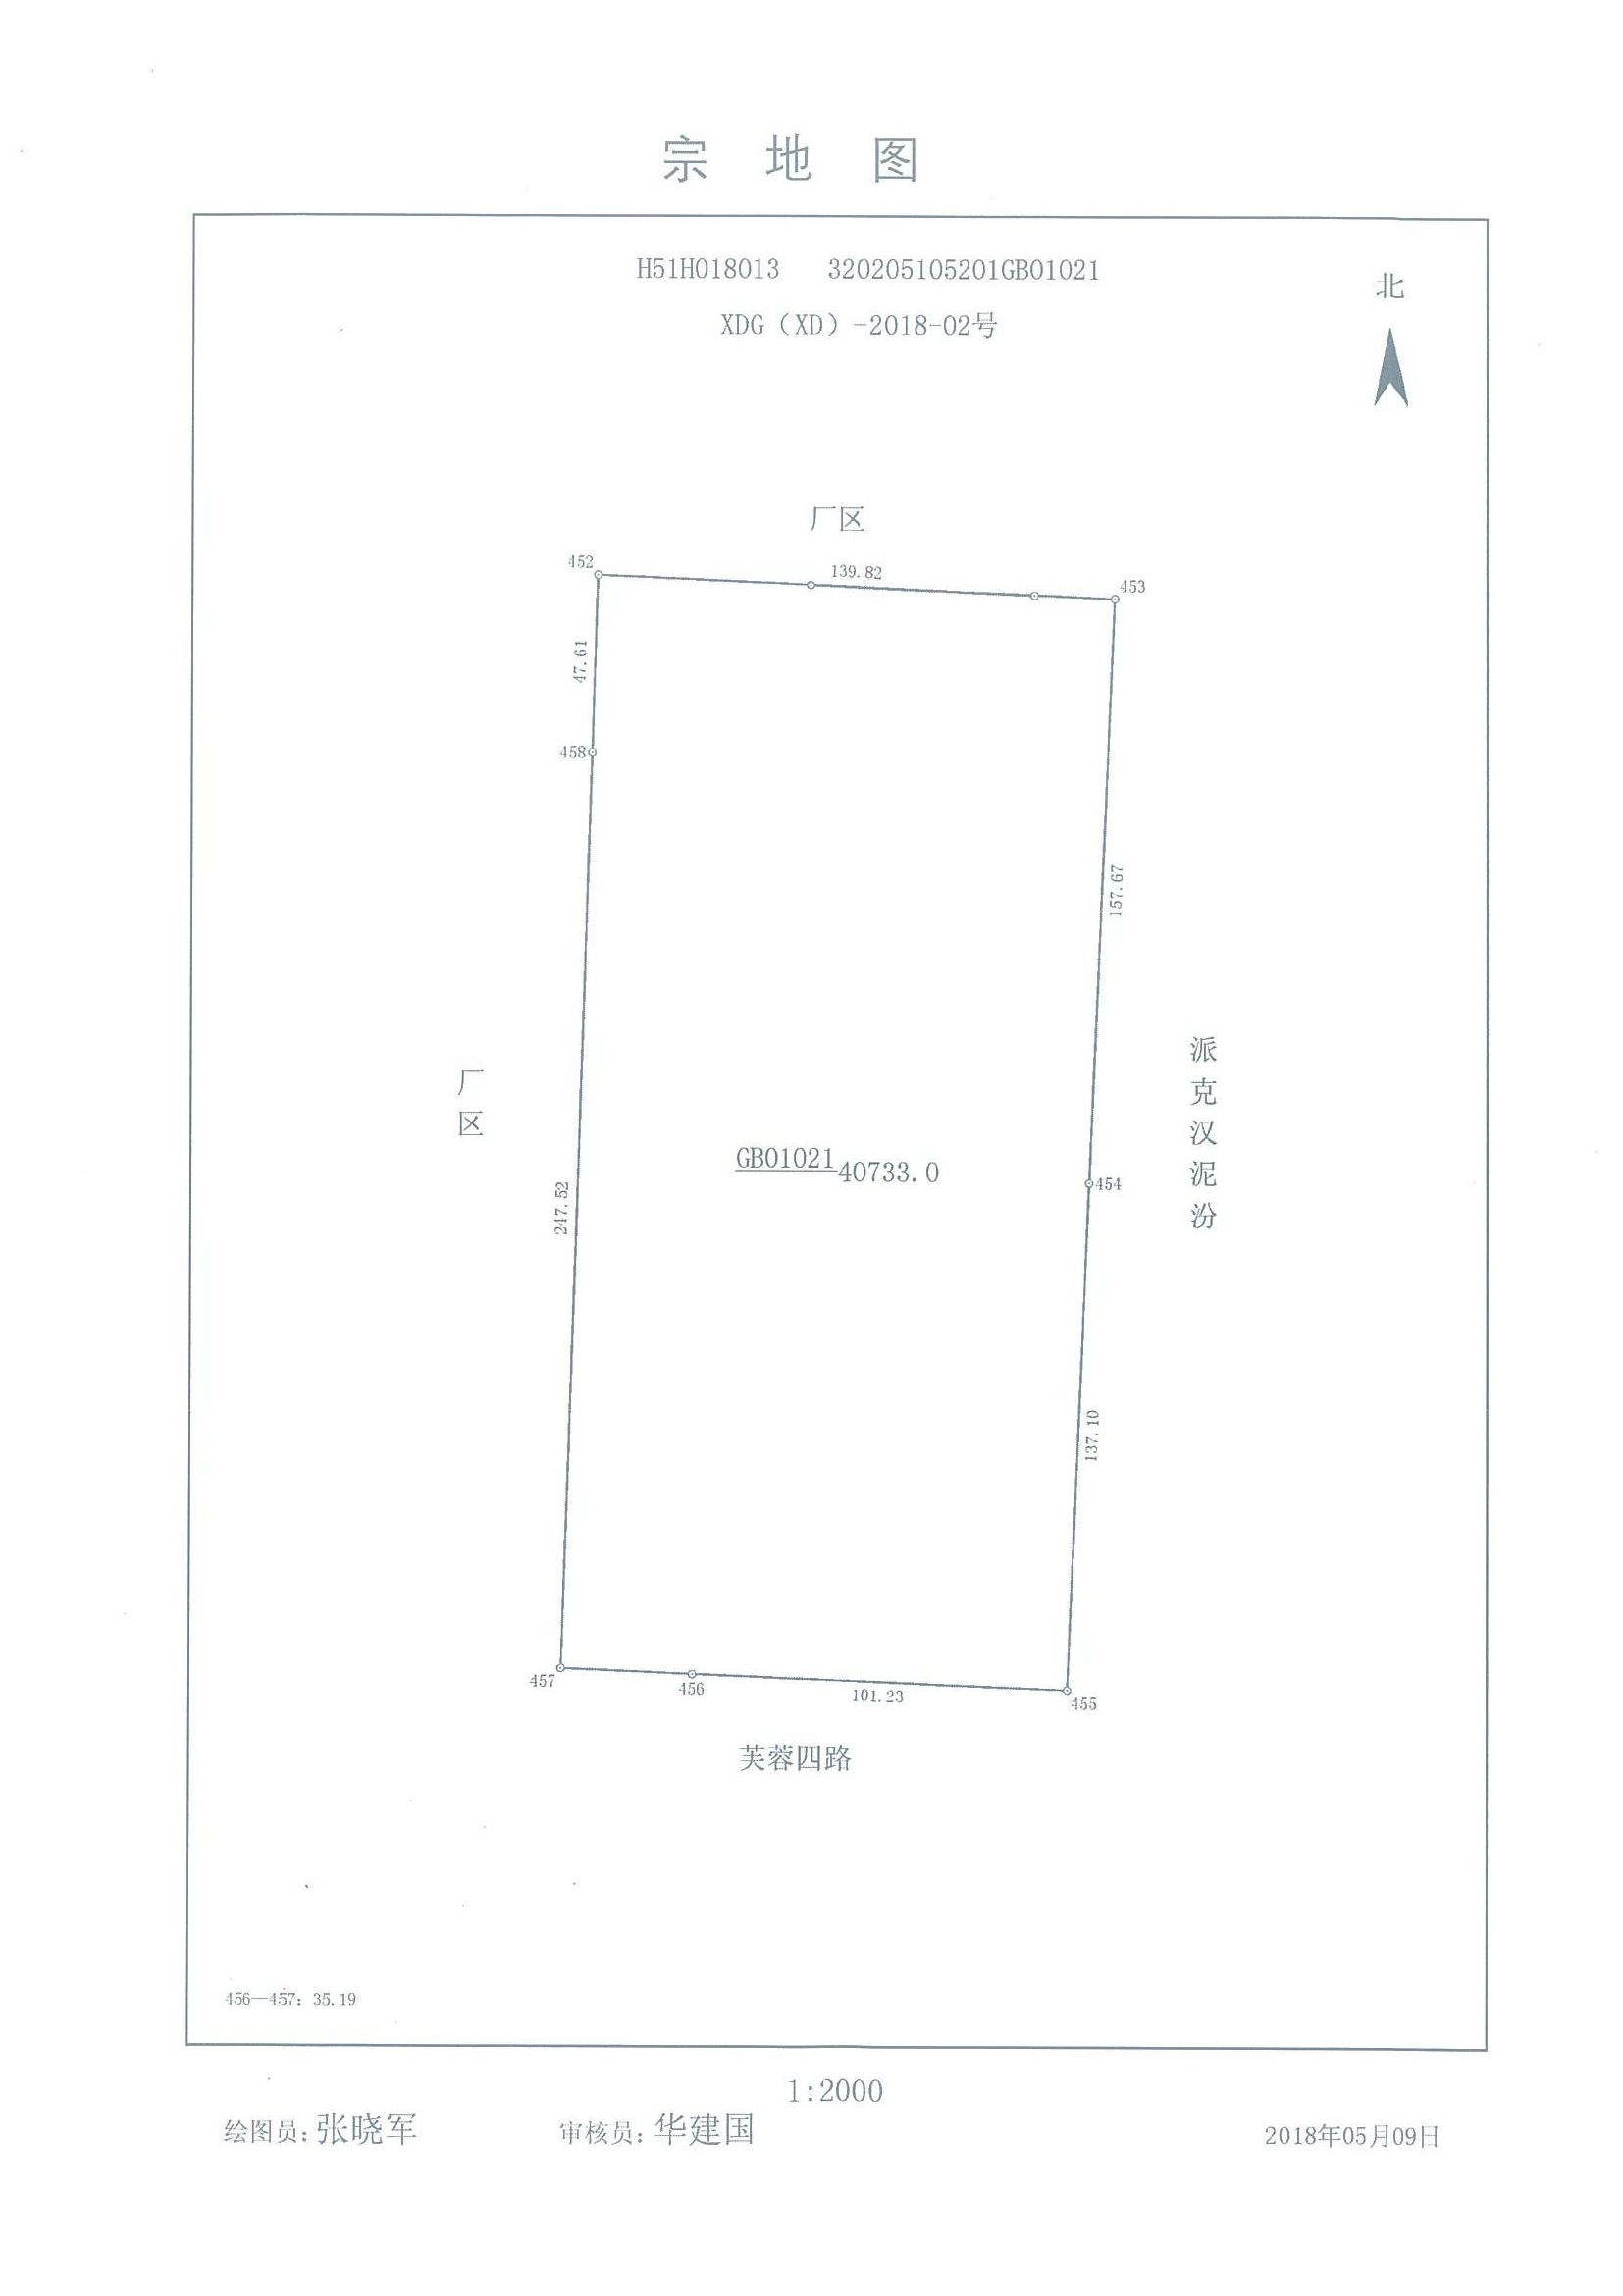 宗 地 图
H51H018013 320205105201GB01021
XDG（XD）-2018-02号
北
厂区
452
139.82
453
47.61
458
157.67
厂区
派克汉泥汾
GB01021 40733.0
454
247.52
137.10
457
456
101.23
455
芙蓉四路
456—457: 35.19
1:2000
绘图员: 张晓军
审核员: 华建国
2018年05月09日